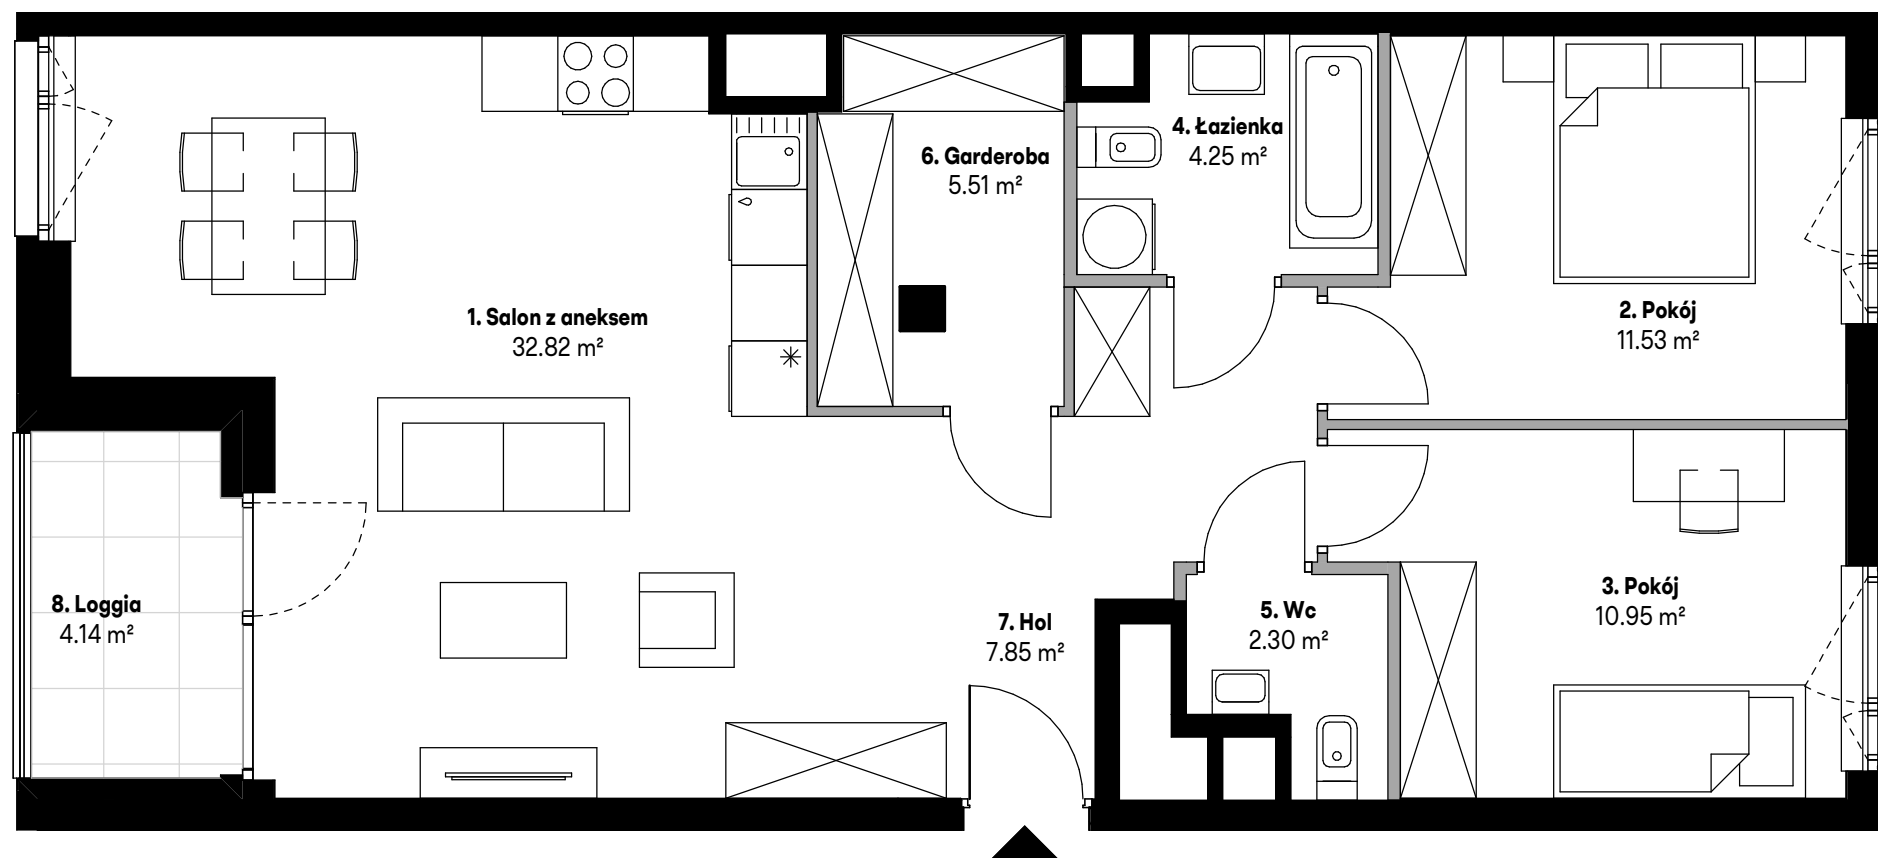 1. Salon z aneksem
32.82 m²
2. Pokój
11.53 m²
3. Pokój
10.95 m²
4. Łazienka
4.25 m²
5. Wc
2.30 m²
6. Garderoba
5.51 m²
7. Hol
7.85 m²
8. Loggia
4.14 m²